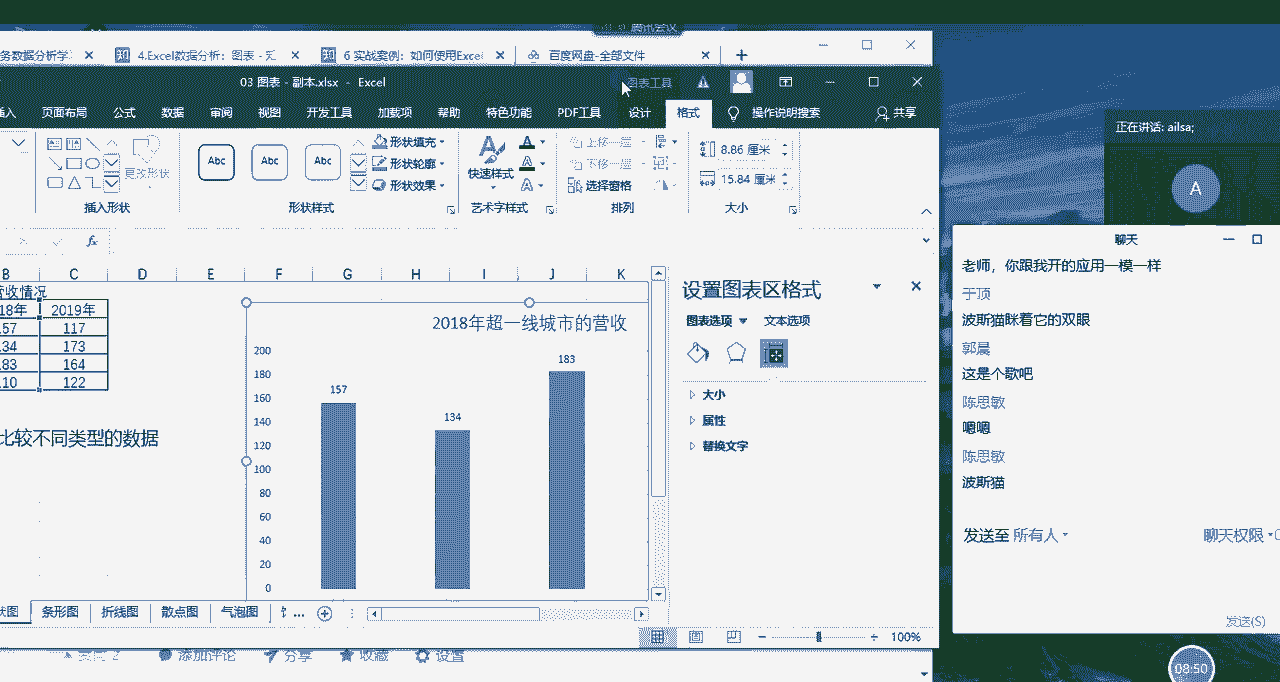 腾讯会议
务数据分析学
4.Excel数据分析：图表 -
6 实战案例：如何使用Exce
百度网盘-全部文件
03 图表 - 副本.xlsx - Excel
图表工具
插入 页面布局 公式 数据 审阅 视图 开发工具 加载项 帮助 特色功能 PDF工具 设计 格式 操作说明搜索 共享
更改形状
Abc Abc Abc
形状填充
形状轮廓
形状效果
快速样式
上移一层
下移一层
选择窗格
8.86 厘米
15.84 厘米
插入形状 形状样式 艺术字样式 排列 大小
fx
B C D E F G H I J K
营收情况
18年 2019年
157 117
134 173
183 164
110 122
比较不同类型的数据
2018年超一线城市的营收
200
180
160
140
120
100
80
60
40
20
0
157
134
183
设置图表区格式
图表选项 文本选项
大小
属性
替换文字
状图 条形图 折线图 散点图 气泡图 ...
100%
添加评论 分享 收藏 设置
正在讲话: ailsa;
A
聊天
老师，你跟我开的应用一模一样
于顶
波斯猫眯着它的双眼
郭晨
这是个歌吧
陈思敏
嗯嗯
陈思敏
波斯猫
发送至 所有人
聊天权限
发送(S)
08:50